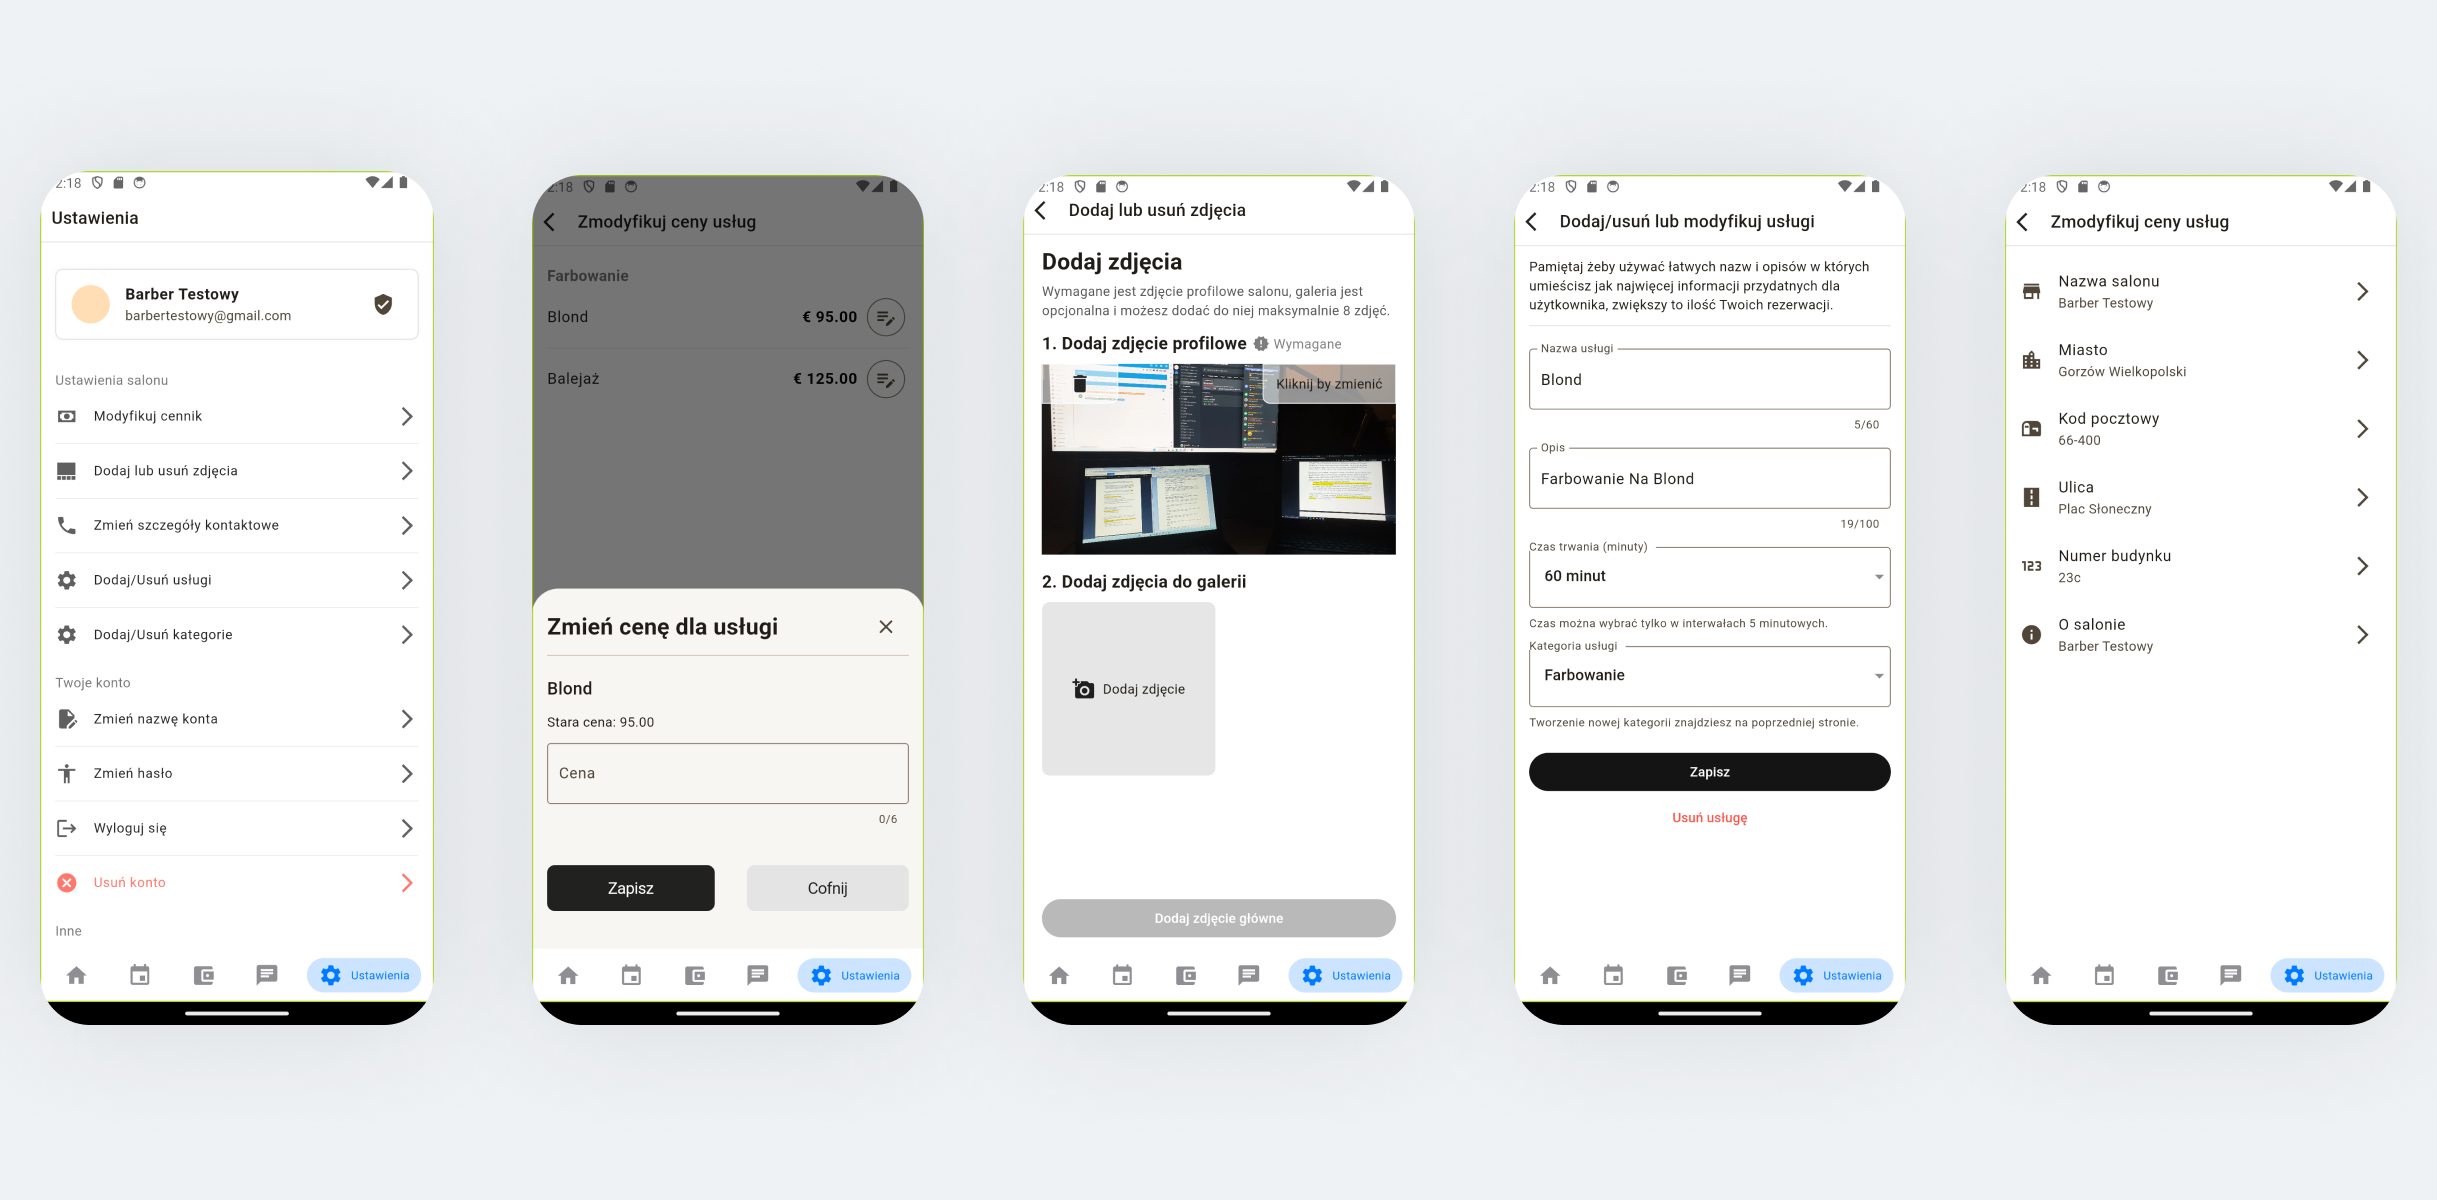 2:18
Ustawienia
Barber Testowy
barbertestowy@gmail.com
Ustawienia salonu
Modyfikuj cennik
Dodaj lub usuń zdjęcia
Zmień szczegóły kontaktowe
Dodaj/Usuń usługi
Dodaj/Usuń kategorie
Twoje konto
Zmień nazwę konta
Zmień hasło
Wyloguj się
Usuń konto
Inne
Ustawienia
2:18
Zmodyfikuj ceny usług
Farbowanie
Blond € 95.00
Balejaż € 125.00
Zmień cenę dla usługi
Blond
Stara cena: 95.00
Cena
0/6
Zapisz Cofnij
Ustawienia
2:18
Dodaj lub usuń zdjęcia
Dodaj zdjęcia
Wymagane jest zdjęcie profilowe salonu, galeria jest
opcjonalna i możesz dodać do niej maksymalnie 8 zdjęć.
1. Dodaj zdjęcie profilowe Wymagane
Kliknij by zmienić
2. Dodaj zdjęcia do galerii
Dodaj zdjęcie
Dodaj zdjęcie główne
Ustawienia
2:18
Dodaj/usuń lub modyfikuj usługi
Pamiętaj żeby używać łatwych nazw i opisów w których
umieścisz jak najwięcej informacji przydatnych dla
użytkownika, zwiększy to ilość Twoich rezerwacji.
Nazwa usługi
Blond
5/60
Opis
Farbowanie Na Blond
19/100
Czas trwania (minuty)
60 minut
Czas można wybrać tylko w interwałach 5 minutowych.
Kategoria usługi
Farbowanie
Tworzenie nowej kategorii znajdziesz na poprzedniej stronie.
Zapisz
Usuń usługę
Ustawienia
2:18
Zmodyfikuj ceny usług
Nazwa salonu
Barber Testowy
Miasto
Gorzów Wielkopolski
Kod pocztowy
66-400
Ulica
Plac Słoneczny
123 Numer budynku
23c
O salonie
Barber Testowy
Ustawienia